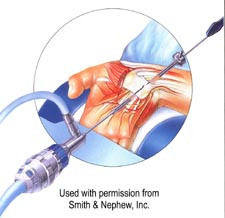 Used with permission from
Smith & Nephew, Inc.